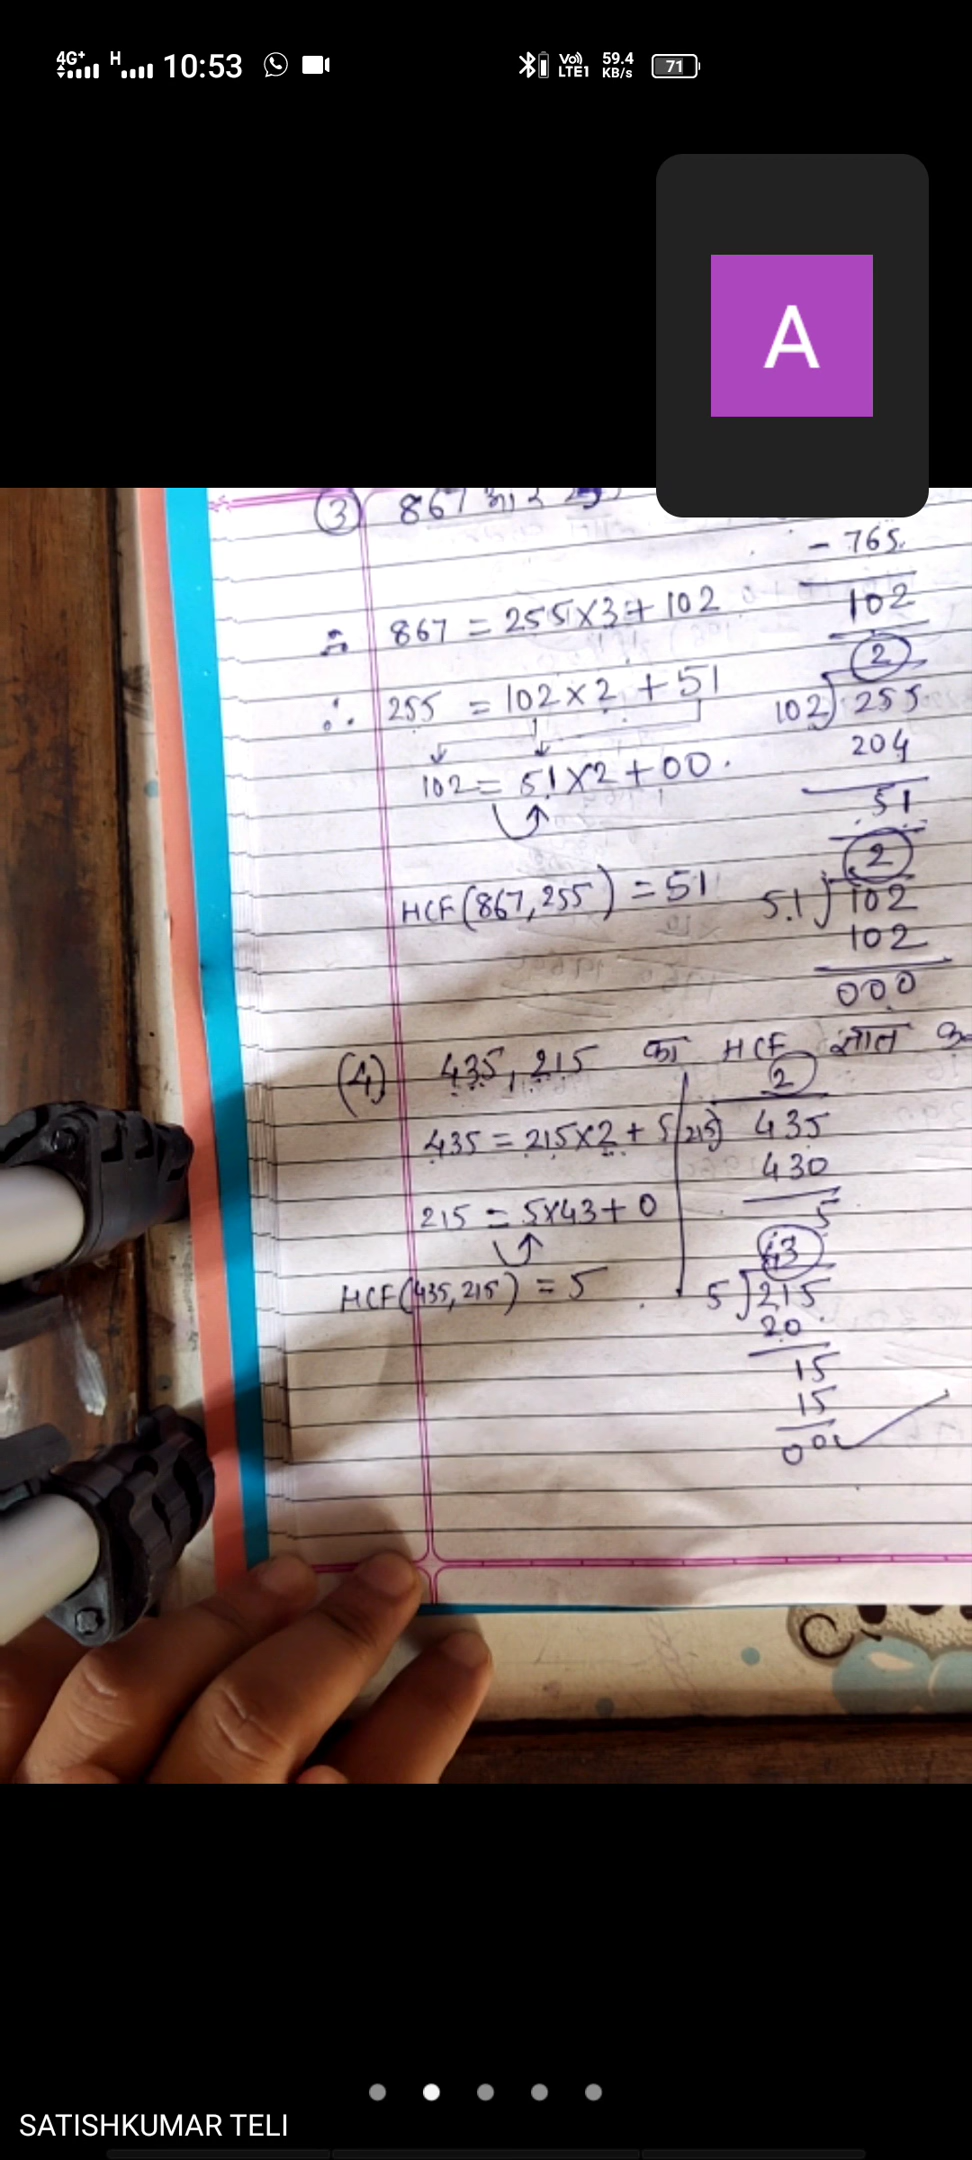 4G+ H 10:53 Vo) LTE1 59.4 KB/s 71
A
③ 867
- 765
∴ 867 = 255×3+102
102
2
∴ 255 = 102×2 + 51
102) 255
204
102 = 51×2+00.
51
2
HCF(867,255) = 51
51) 102
102
000
(4) 435, 215 का HCF ज्ञात
2
435 = 215×2 + 5
215) 435
430
215 = 5×43+0
5
43
HCF(435,215) = 5
5) 215
20
15
15
00
SATISHKUMAR TELI